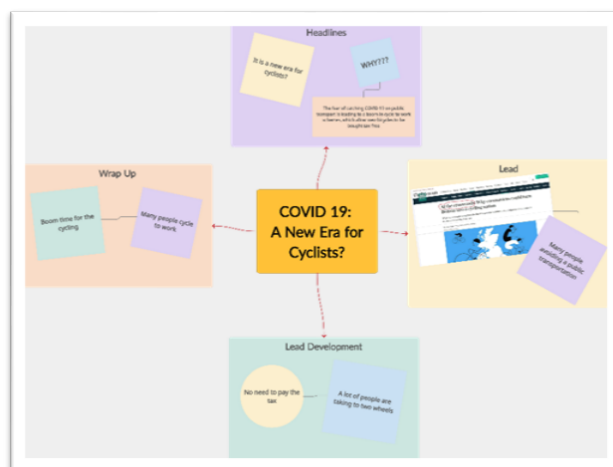 Headlines
It is a new era for
cyclists?
WHY???
The fear of catching COVID-19 on public
transport is leading to a boom in cycle to work
schemes, which allow new bicycles to be
bought tax free.
Wrap Up
Boom time for the
cycling
Many people cycle
to work
COVID 19:
A New Era for
Cyclists?
Lead
Many people
avoiding a public
transportation
Lead Development
No need to pay the
tax
A lot of people are
taking to two wheels